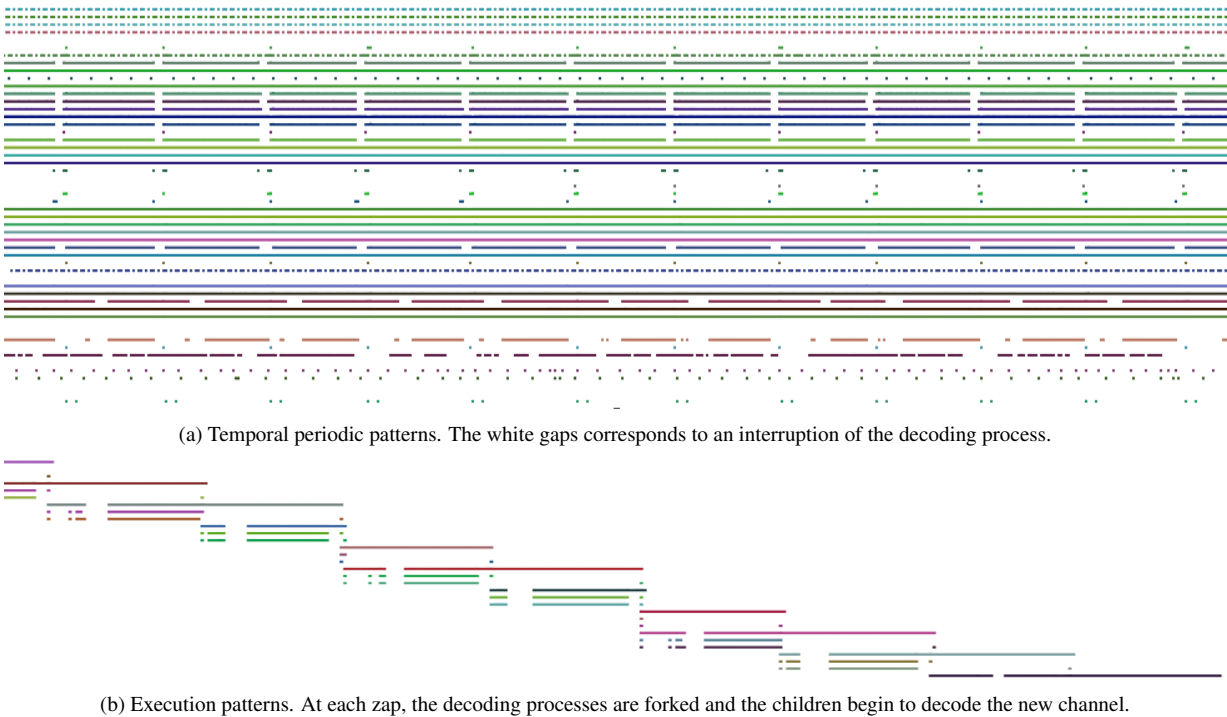 (a) Temporal periodic patterns. The white gaps corresponds to an interruption of the decoding process.
(b) Execution patterns. At each zap, the decoding processes are forked and the children begin to decode the new channel.